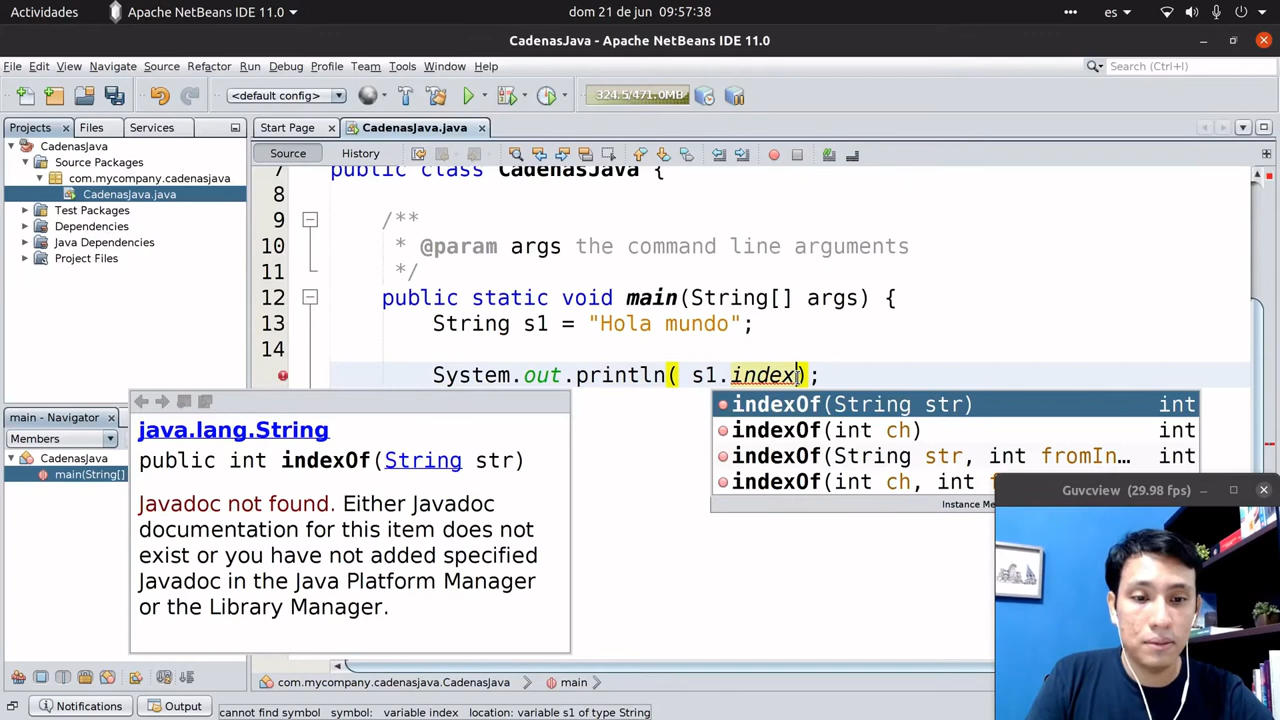 Actividades Apache NetBeans IDE 11.0 dom 21 de jun 09:57:38 es
CadenasJava - Apache NetBeans IDE 11.0
File Edit View Navigate Source Refactor Run Debug Profile Team Tools Window Help Search (Ctrl+I)
<default config> 324.5/471.0MB
Projects Files Services Start Page CadenasJava.java
Source History
CadenasJava
Source Packages
com.mycompany.cadenasjava
CadenasJava.java
Test Packages
Dependencies
Java Dependencies
Project Files
7 public class CadenasJava {
8
9 /**
10 * @param args the command line arguments
11 */
12 public static void main(String[] args) {
13 String s1 = "Hola mundo";
14
System.out.println( s1.index);
indexOf(String str) int
indexOf(int ch) int
indexOf(String str, int fromIn... int
indexOf(int ch, int
Instance Me
java.lang.String
public int indexOf(String str)
Javadoc not found. Either Javadoc
documentation for this item does not
exist or you have not added specified
Javadoc in the Java Platform Manager
or the Library Manager.
main - Navigator
Members
CadenasJava
main(String[]
Guvcview (29.98 fps)
com.mycompany.cadenasjava.CadenasJava main
Notifications Output cannot find symbol symbol: variable index location: variable s1 of type String